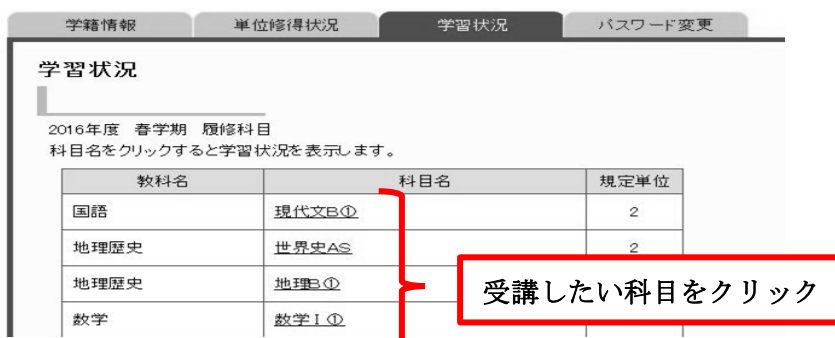 学籍情報 単位修得状況 学習状況 パスワード変更
学習状況
2016年度 春学期 履修科目
科目名をクリックすると学習状況を表示します。
教科名 科目名 規定単位
国語 現代文B① 2
地理歴史 世界史AS 2
地理歴史 地理B①
受講したい科目をクリック
数学 数学Ⅰ①